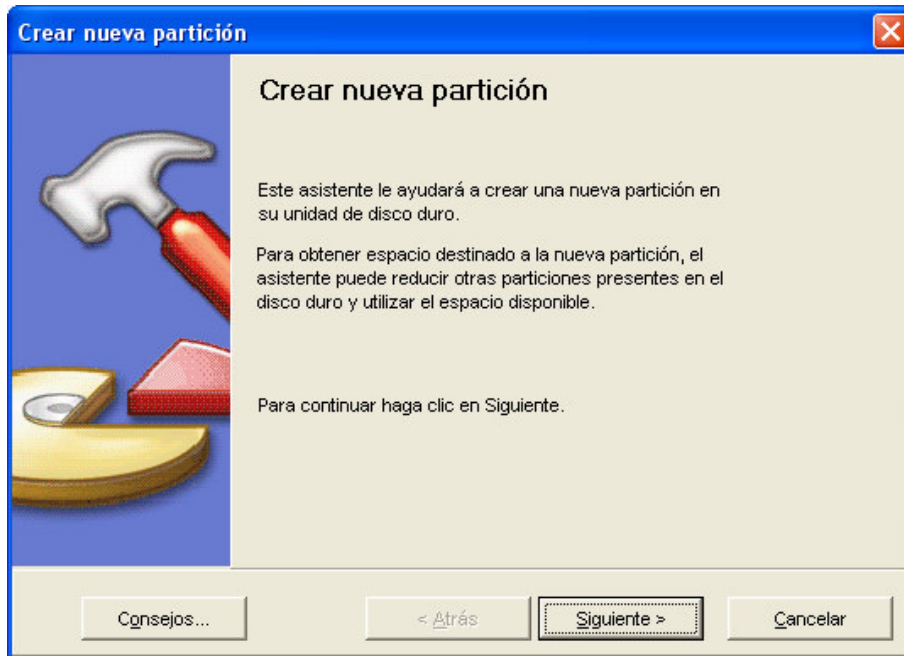 Crear nueva partición
Crear nueva partición
Este asistente le ayudará a crear una nueva partición en
su unidad de disco duro.
Para obtener espacio destinado a la nueva partición, el
asistente puede reducir otras particiones presentes en el
disco duro y utilizar el espacio disponible.
Para continuar haga clic en Siguiente.
Consejos...
< Atrás
Siguiente >
Cancelar